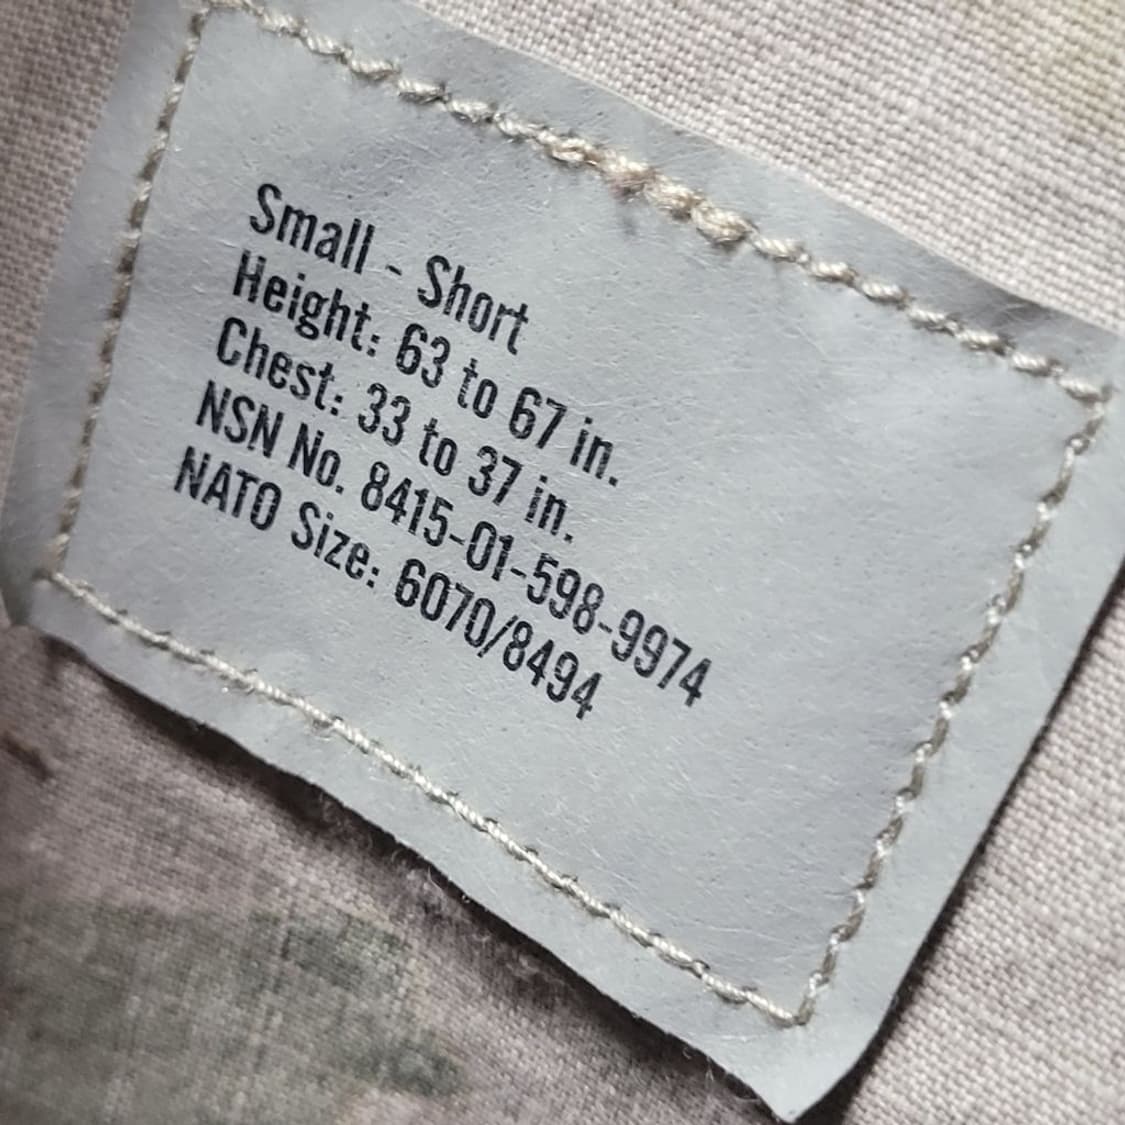 Small - Short
Height: 63 to 67 in.
Chest: 33 to 37 in.
NSN No. 8415-01-598-9974
NATO Size: 6070/8494